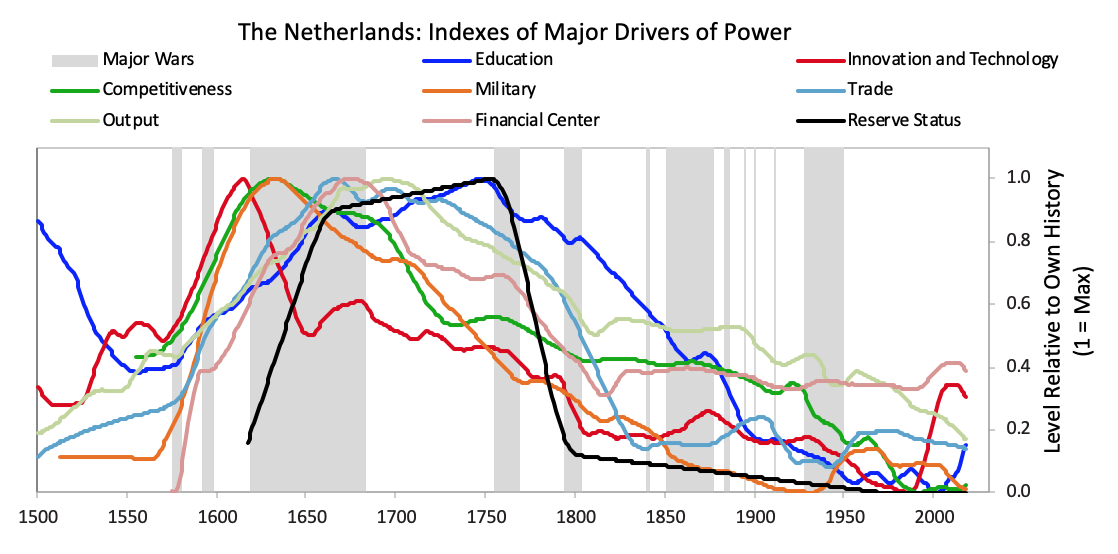 The Netherlands: Indexes of Major Drivers of Power
Major Wars Education Innovation and Technology
Competitiveness Military Trade
Output Financial Center Reserve Status
1.0
0.8
0.6
0.4
0.2
0.0
Level Relative to Own History
(1 = Max)
1500 1550 1600 1650 1700 1750 1800 1850 1900 1950 2000